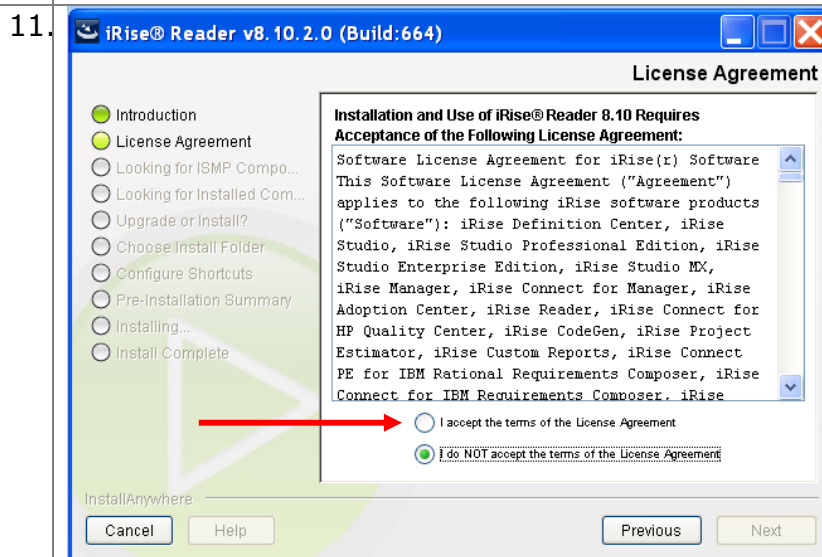 11.
iRise® Reader v8.10.2.0 (Build:664)
License Agreement
Introduction
License Agreement
Looking for ISMP Compo...
Looking for Installed Com...
Upgrade or Install?
Choose Install Folder
Configure Shortcuts
Pre-Installation Summary
Installing...
Install Complete
Installation and Use of iRise® Reader 8.10 Requires
Acceptance of the Following License Agreement:
Software License Agreement for iRise(r) Software
This Software License Agreement ("Agreement")
applies to the following iRise software products
("Software"): iRise Definition Center, iRise
Studio, iRise Studio Professional Edition, iRise
Studio Enterprise Edition, iRise Studio MX,
iRise Manager, iRise Connect for Manager, iRise
Adoption Center, iRise Reader, iRise Connect for
HP Quality Center, iRise CodeGen, iRise Project
Estimator, iRise Custom Reports, iRise Connect
PE for IBM Rational Requirements Composer, iRise
Connect for IBM Requirements Composer, iRise
I accept the terms of the License Agreement
I do NOT accept the terms of the License Agreement
InstallAnywhere
Cancel
Help
Previous
Next